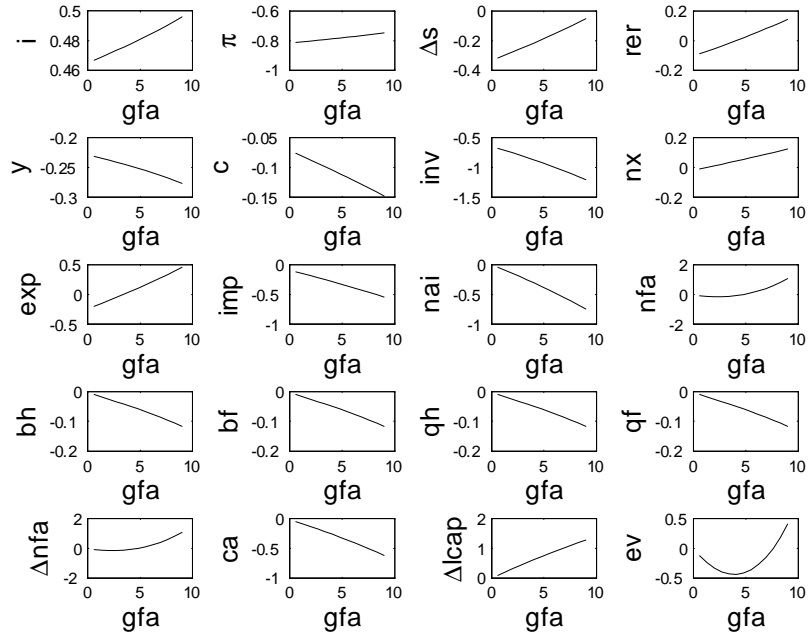 i
0.5
0.48
0.46
0 5 10
gfa
π
-0.6
-0.8
-1
0 5 10
gfa
Δs
0
-0.2
-0.4
0 5 10
gfa
rer
0.2
0
-0.2
0 5 10
gfa
y
-0.2
-0.25
-0.3
0 5 10
gfa
c
-0.05
-0.1
-0.15
0 5 10
gfa
inv
-0.5
-1
-1.5
0 5 10
gfa
nx
0.2
0
-0.2
0 5 10
gfa
exp
0.5
0
-0.5
0 5 10
gfa
imp
0
-0.5
-1
0 5 10
gfa
nai
0
-0.5
-1
0 5 10
gfa
nfa
2
0
-2
0 5 10
gfa
bh
0
-0.1
-0.2
0 5 10
gfa
bf
0
-0.1
-0.2
0 5 10
gfa
qh
0
-0.1
-0.2
0 5 10
gfa
qf
0
-0.1
-0.2
0 5 10
gfa
Δnfa
2
0
-2
0 5 10
gfa
ca
0
-0.5
-1
0 5 10
gfa
Δlcap
2
1
0
0 5 10
gfa
ev
0.5
0
-0.5
0 5 10
gfa